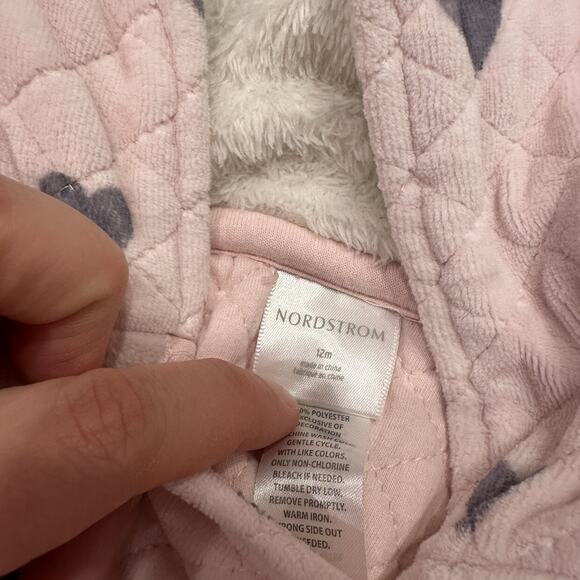 NORDSTROM
12m
made in china
fabriqué en chine
POLYESTER
EXCLUSIVE OF
DECORATION
WASH
GENTLE CYCLE.
WITH LIKE COLORS.
ONLY NON-CHLORINE
BLEACH IF NEEDED.
TUMBLE DRY LOW.
REMOVE PROMPTLY.
WARM IRON.
SIDE OUT